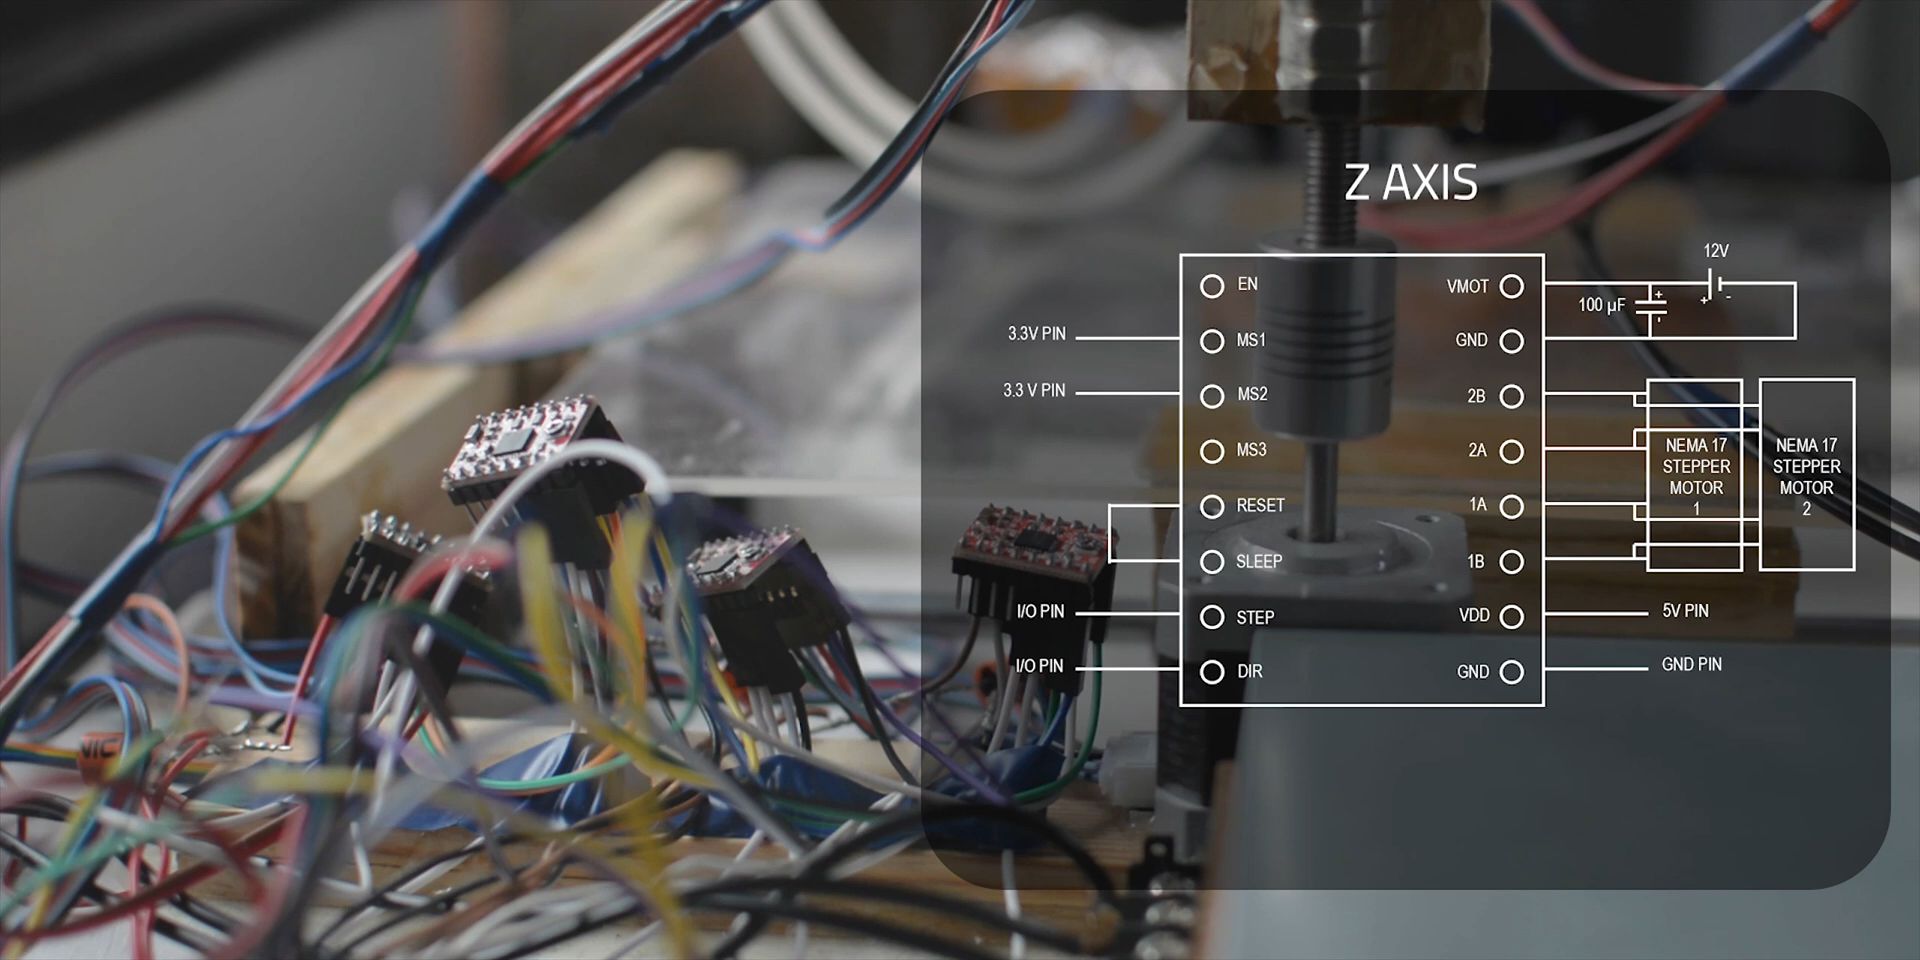 Z AXIS
12V
EN
VMOT
100 µF
+
-
+
-
3.3V PIN
MS1
GND
3.3 V PIN
MS2
2B
MS3
2A
NEMA 17
STEPPER
MOTOR
1
NEMA 17
STEPPER
MOTOR
2
RESET
1A
SLEEP
1B
I/O PIN
STEP
VDD
5V PIN
I/O PIN
DIR
GND
GND PIN